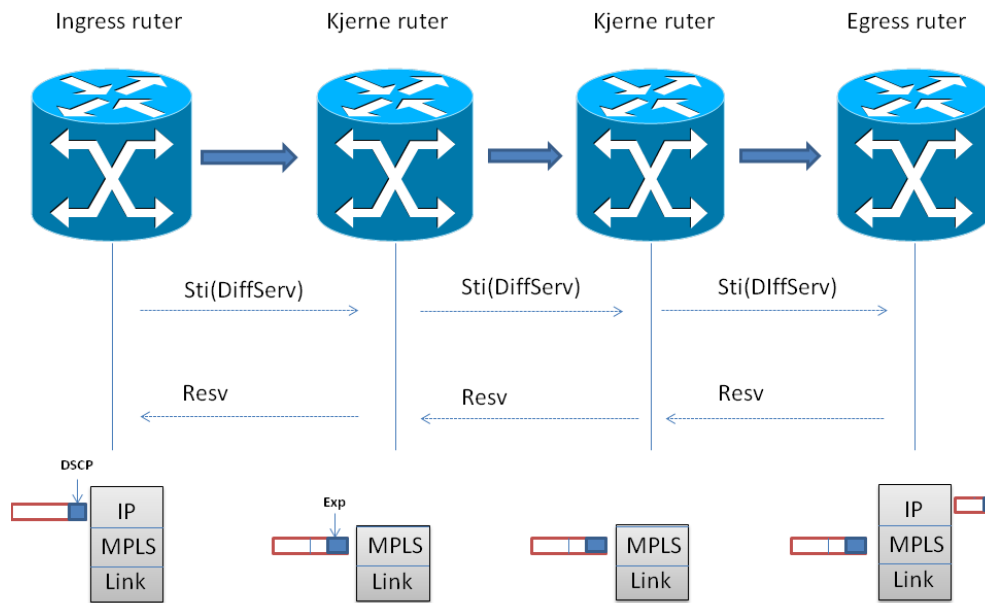 Ingress ruter
Kjerne ruter
Kjerne ruter
Egress ruter
Sti(DiffServ)
Sti(DiffServ)
Sti(DIffServ)
Resv
Resv
Resv
DSCP
IP
MPLS
Link
Exp
MPLS
Link
MPLS
Link
IP
MPLS
Link